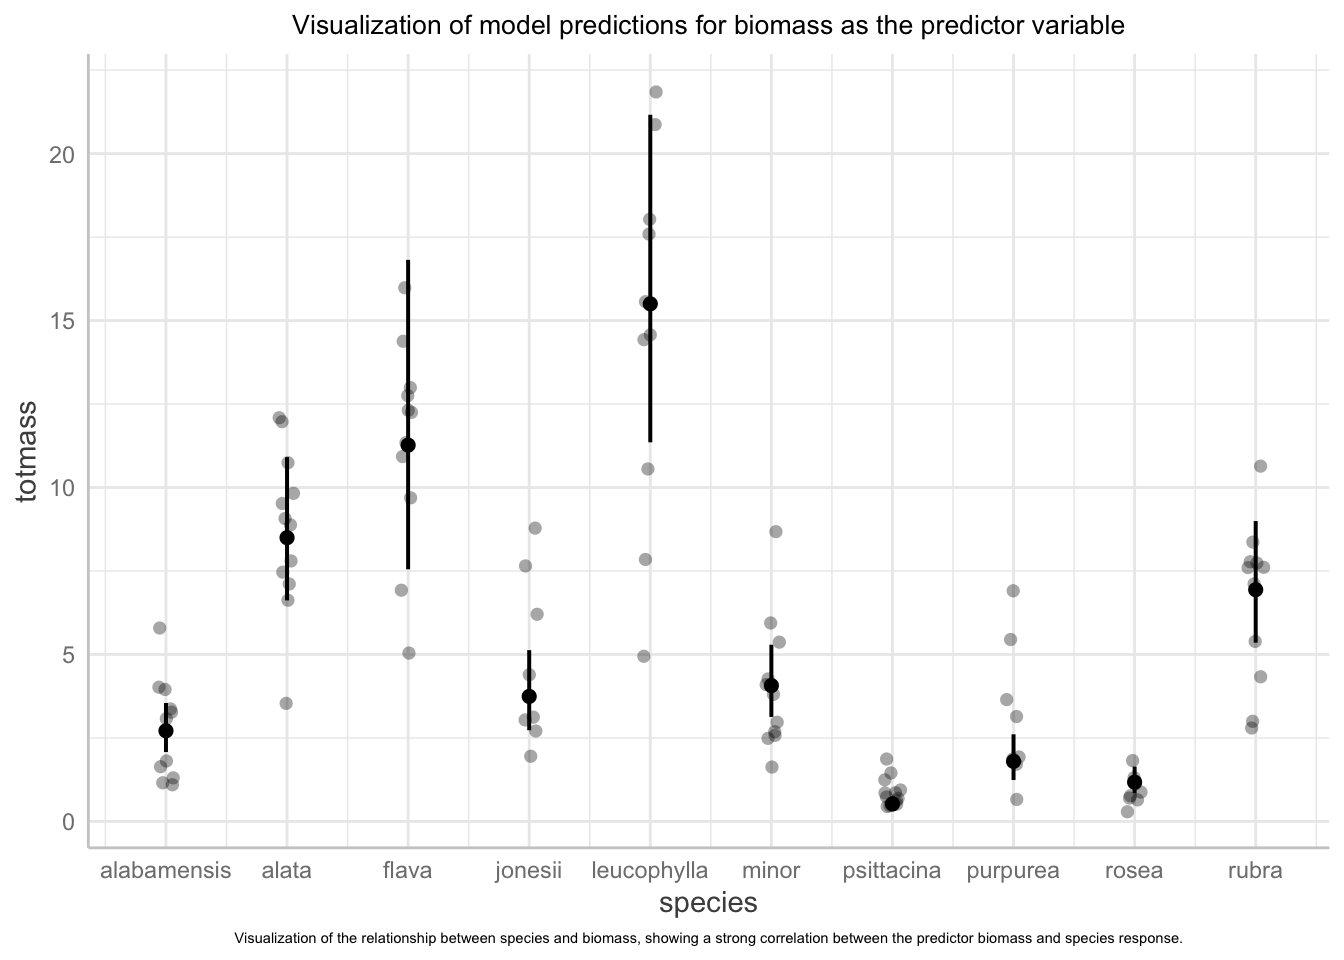 Visualization of model predictions for biomass as the predictor variable
totmass
20
15
10
5
0
alabamensis alata flava jonesii leucophylla minor psittacina purpurea rosea rubra
species
Visualization of the relationship between species and biomass, showing a strong correlation between the predictor biomass and species response.